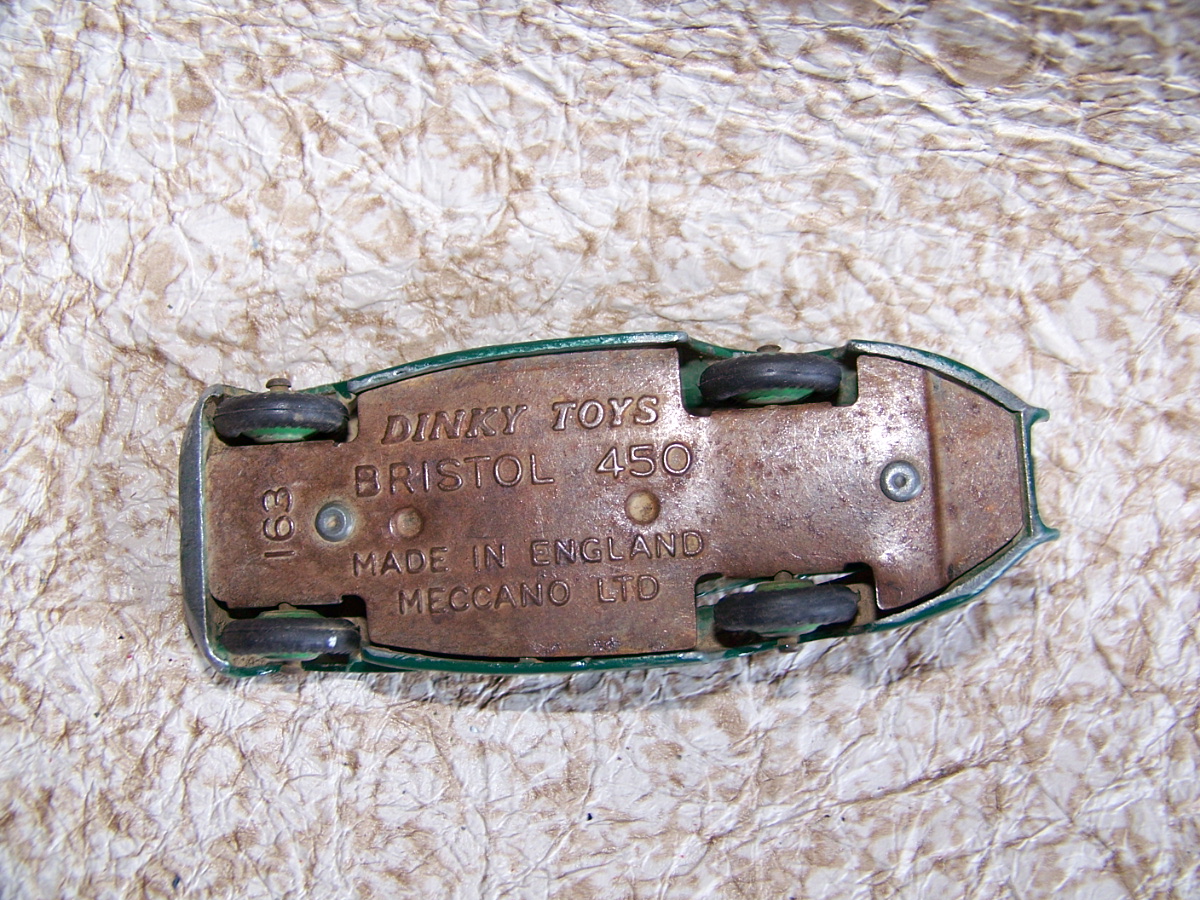 DINKY TOYS
BRISTOL 450
163
MADE IN ENGLAND
MECCANO LTD